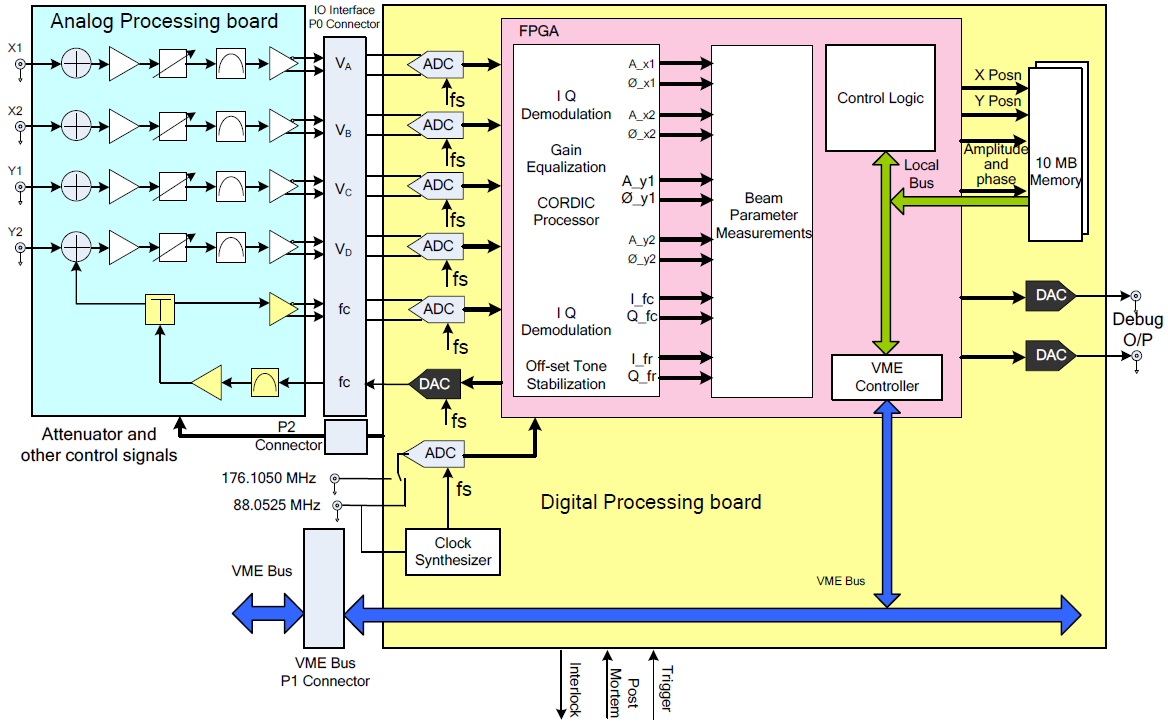 Analog Processing board
IO Interface
P0 Connector
X1
X2
Y1
Y2
VA
VB
VC
VD
fc
fc
ADC
fs
ADC
fs
ADC
fs
ADC
fs
ADC
fs
DAC
fs
ADC
fs
FPGA
I Q
Demodulation
Gain
Equalization
CORDIC
Processor
I Q
Demodulation
Off-set Tone
Stabilization
A_x1
Ø_x1
A_x2
Ø_x2
A_y1
Ø_y1
A_y2
Ø_y2
I_fc
Q_fc
I_fr
Q_fr
Beam
Parameter
Measurements
Control Logic
Local
Bus
VME
Controller
X Posn
Y Posn
Amplitude
and
phase
10 MB
Memory
DAC
DAC
Debug
O/P
Attenuator and
other control signals
P2
Connector
176.1050 MHz
88.0525 MHz
Clock
Synthesizer
Digital Processing board
VME Bus
VME Bus
VME Bus
P1 Connector
Interlock
Post
Mortem
Trigger